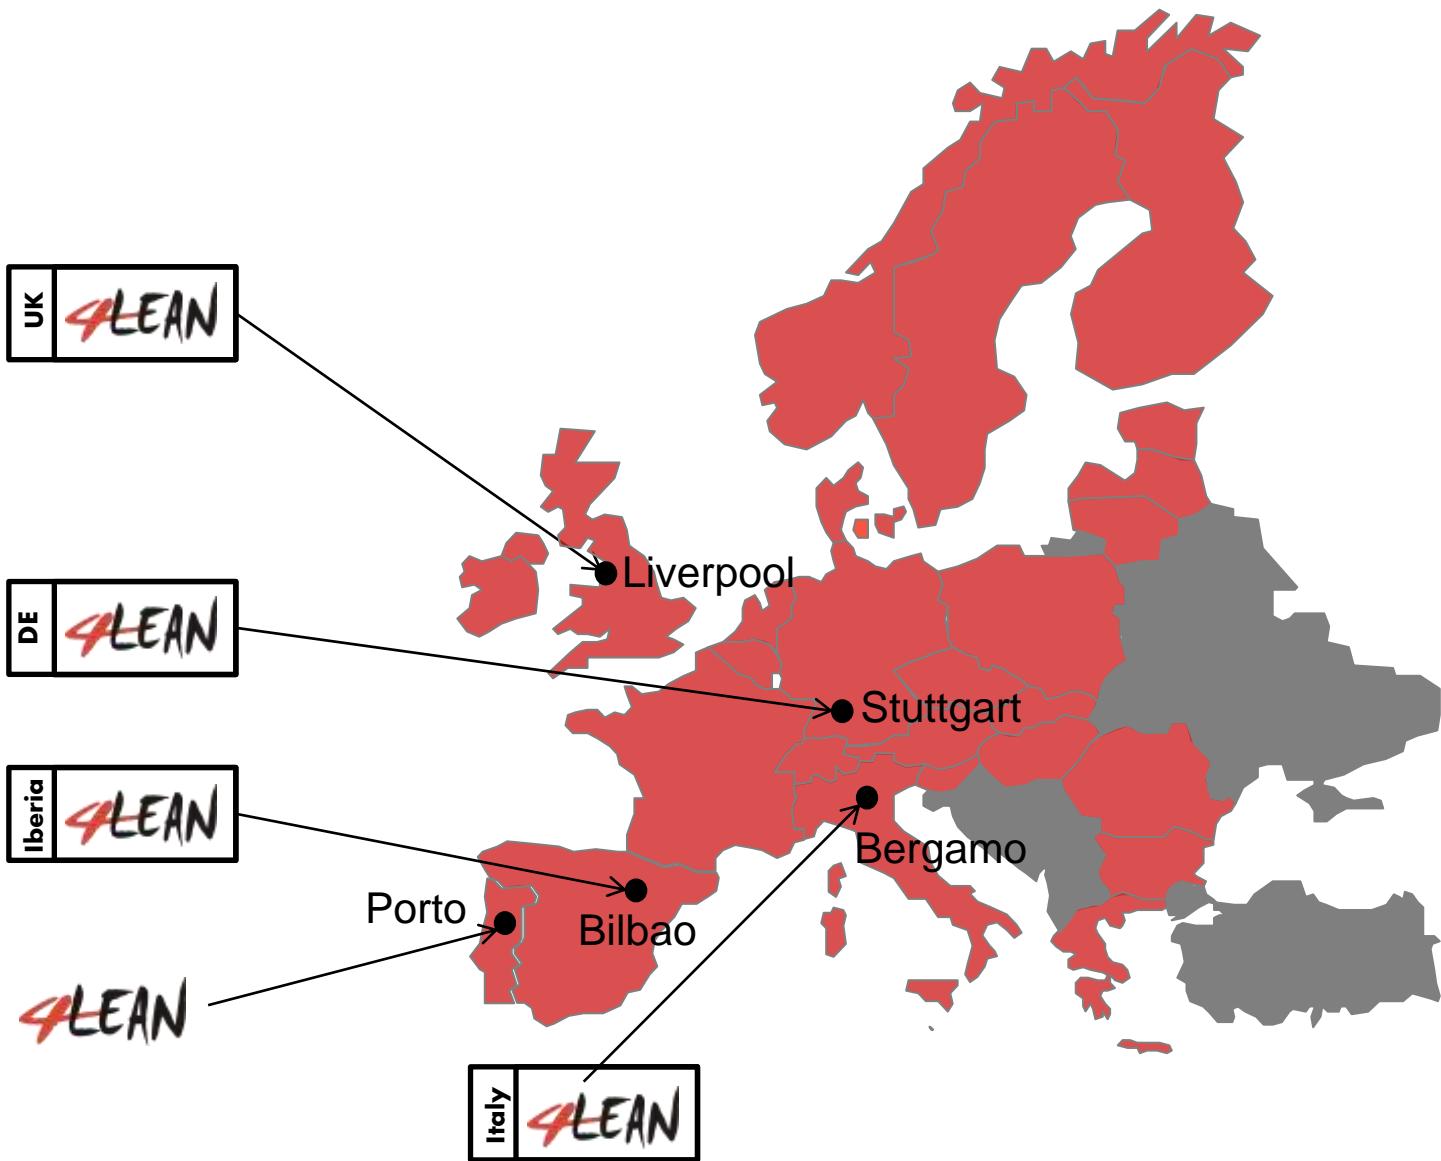 UK
4LEAN
Liverpool
DE
4LEAN
Stuttgart
Iberia
4LEAN
Bergamo
Porto
Bilbao
4LEAN
Italy
4LEAN